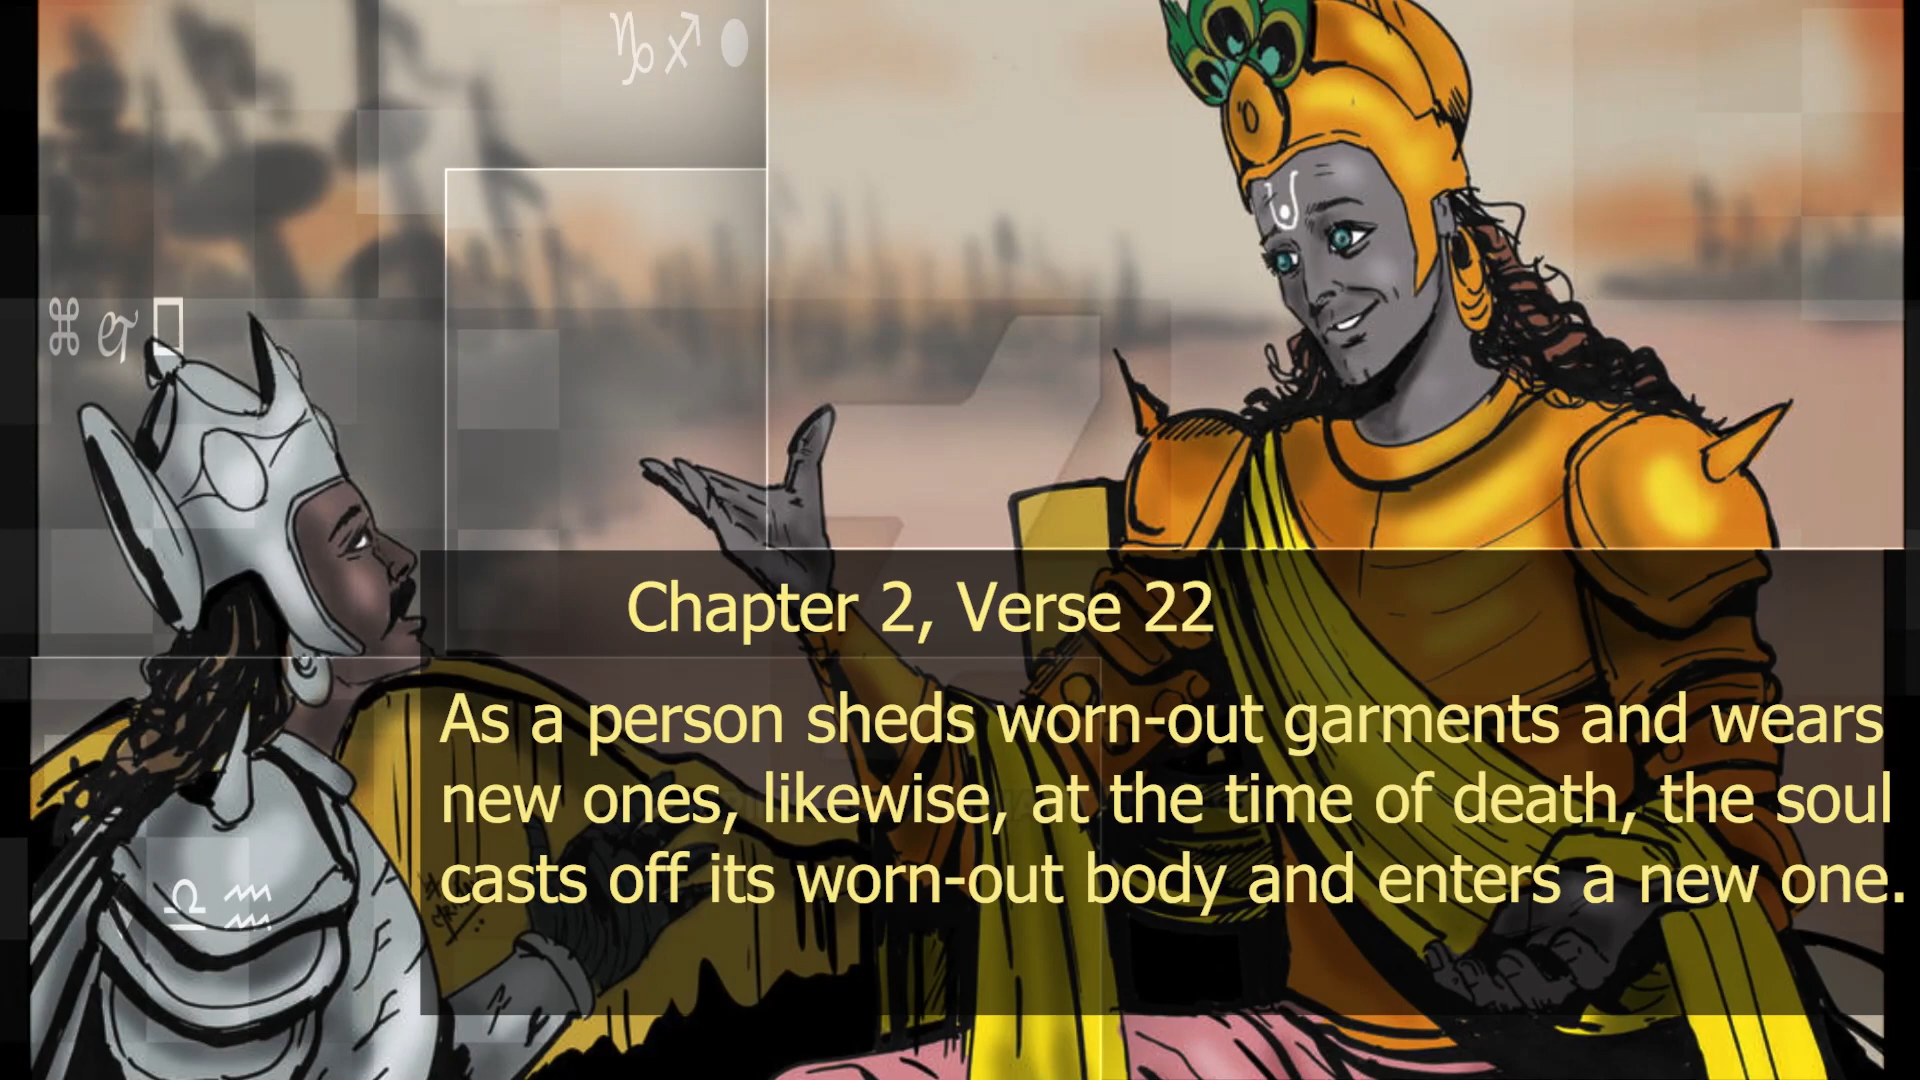 ♑♐●
⌘🙰▯
Chapter 2, Verse 22
As a person sheds worn-out garments and wears
new ones, likewise, at the time of death, the soul
casts off its worn-out body and enters a new one.
♎♒